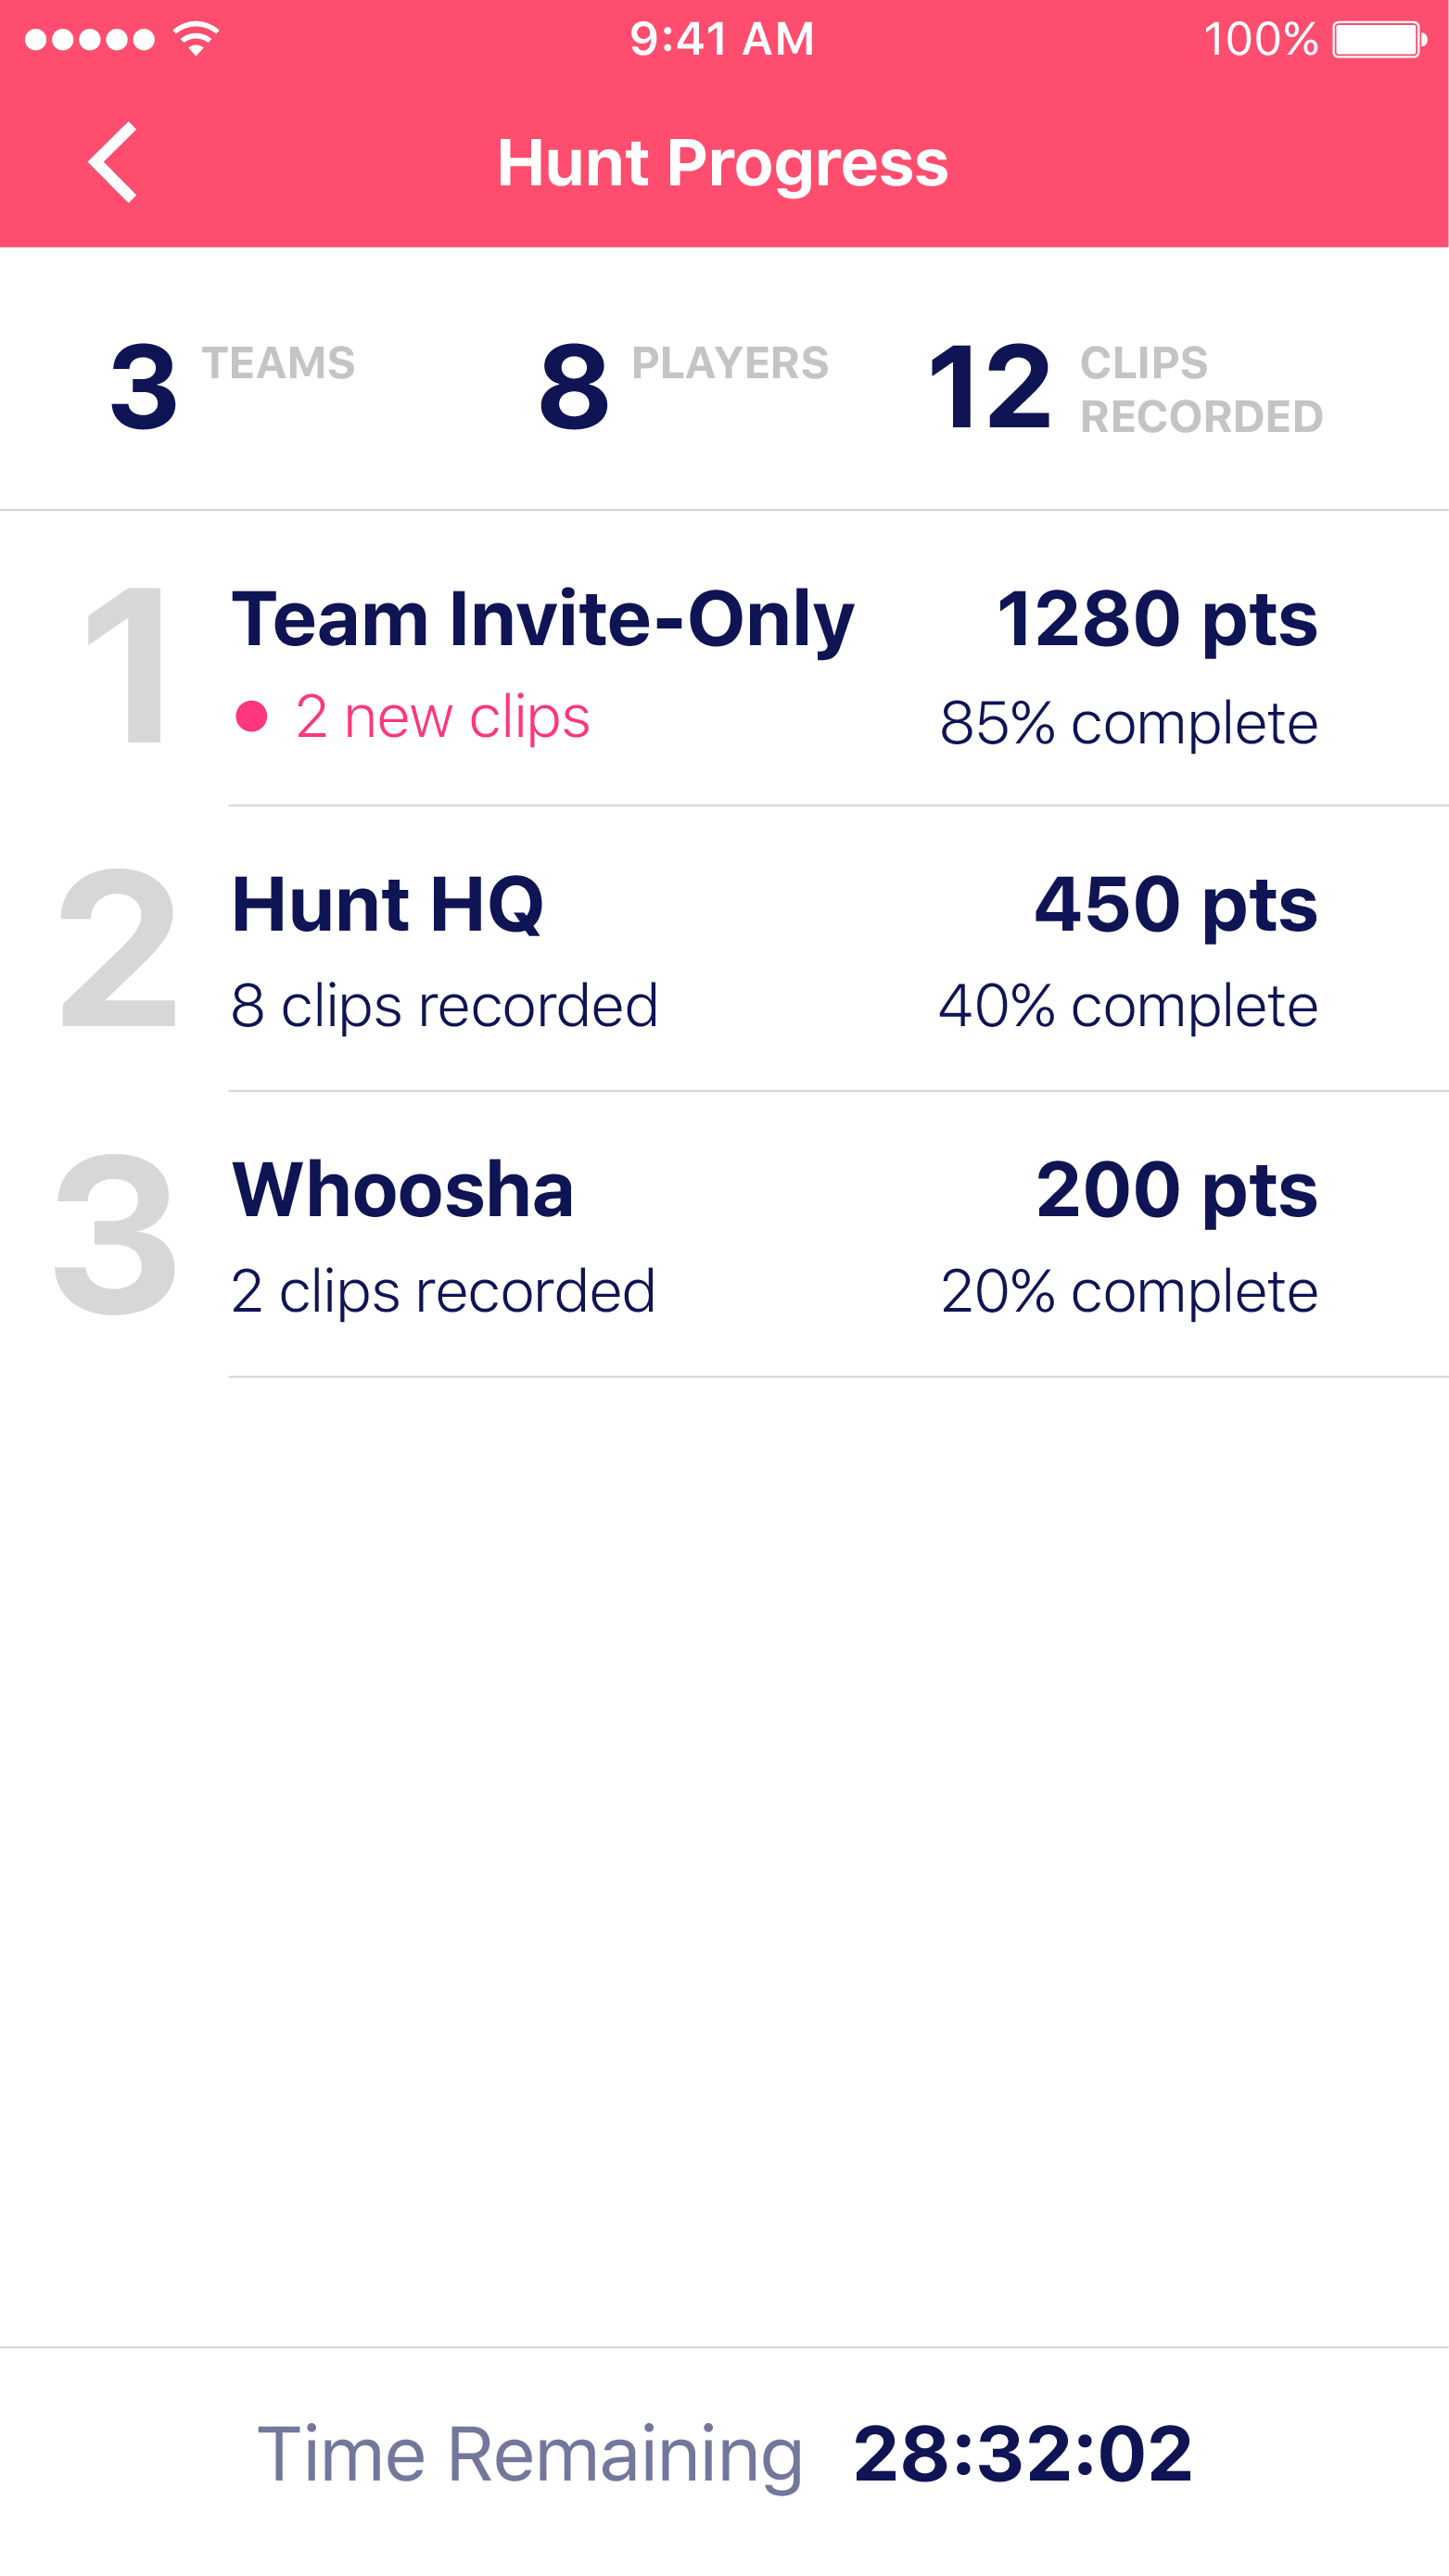 9:41 AM 100%
Hunt Progress
3 TEAMS 8 PLAYERS 12 CLIPS
RECORDED
1 Team Invite-Only 1280 pts
2 new clips 85% complete
2 Hunt HQ 450 pts
8 clips recorded 40% complete
3 Whoosha 200 pts
2 clips recorded 20% complete
Time Remaining 28:32:02